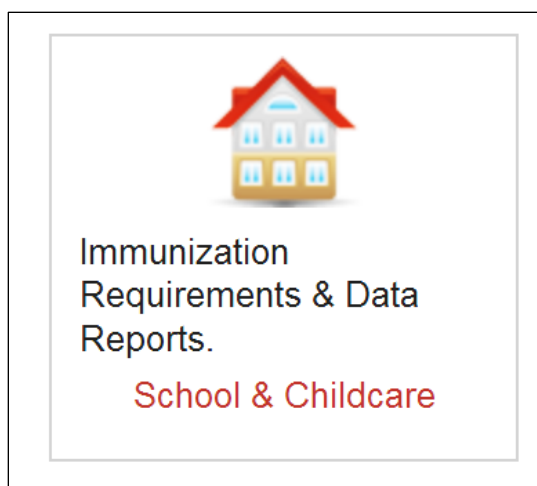 Immunization
Requirements & Data
Reports.
School & Childcare